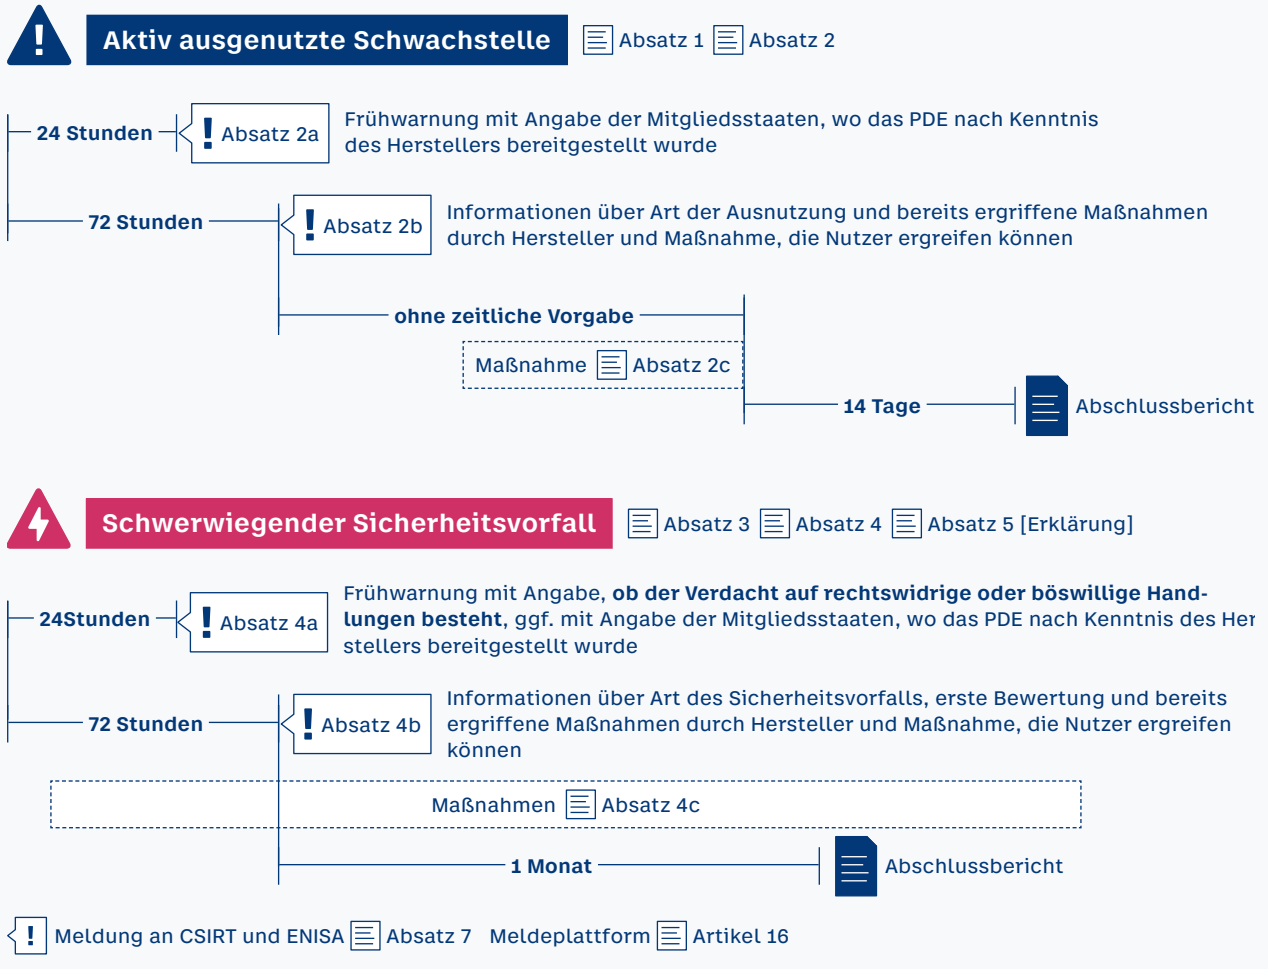 Aktiv ausgenutzte Schwachstelle Absatz 1 Absatz 2
24 Stunden ! Absatz 2a
Frühwarnung mit Angabe der Mitgliedsstaaten, wo das PDE nach Kenntnis
des Herstellers bereitgestellt wurde
72 Stunden ! Absatz 2b
Informationen über Art der Ausnutzung und bereits ergriffene Maßnahmen
durch Hersteller und Maßnahme, die Nutzer ergreifen können
ohne zeitliche Vorgabe
Maßnahme Absatz 2c
14 Tage Abschlussbericht
Schwerwiegender Sicherheitsvorfall Absatz 3 Absatz 4 Absatz 5 [Erklärung]
24Stunden ! Absatz 4a
Frühwarnung mit Angabe, ob der Verdacht auf rechtswidrige oder böswillige Hand-
lungen besteht, ggf. mit Angabe der Mitgliedsstaaten, wo das PDE nach Kenntnis des Her
stellers bereitgestellt wurde
72 Stunden ! Absatz 4b
Informationen über Art des Sicherheitsvorfalls, erste Bewertung und bereits
ergriffene Maßnahmen durch Hersteller und Maßnahme, die Nutzer ergreifen
können
Maßnahmen Absatz 4c
1 Monat Abschlussbericht
! Meldung an CSIRT und ENISA Absatz 7 Meldeplattform Artikel 16